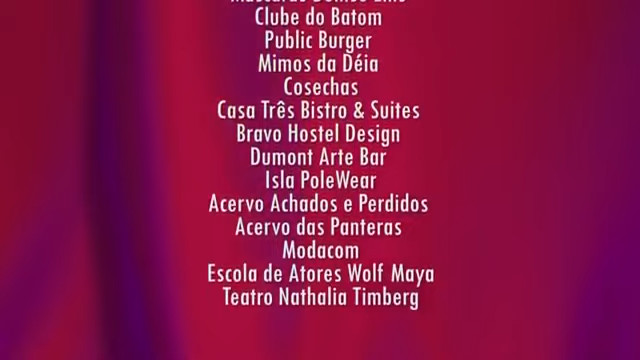 Clube do Batom
Public Burger
Mimos da Déia
Cosechas
Casa Três Bistro & Suites
Bravo Hostel Design
Dumont Arte Bar
Isla PoleWear
Acervo Achados e Perdidos
Acervo das Panteras
Modacom
Escola de Atores Wolf Maya
Teatro Nathalia Timberg